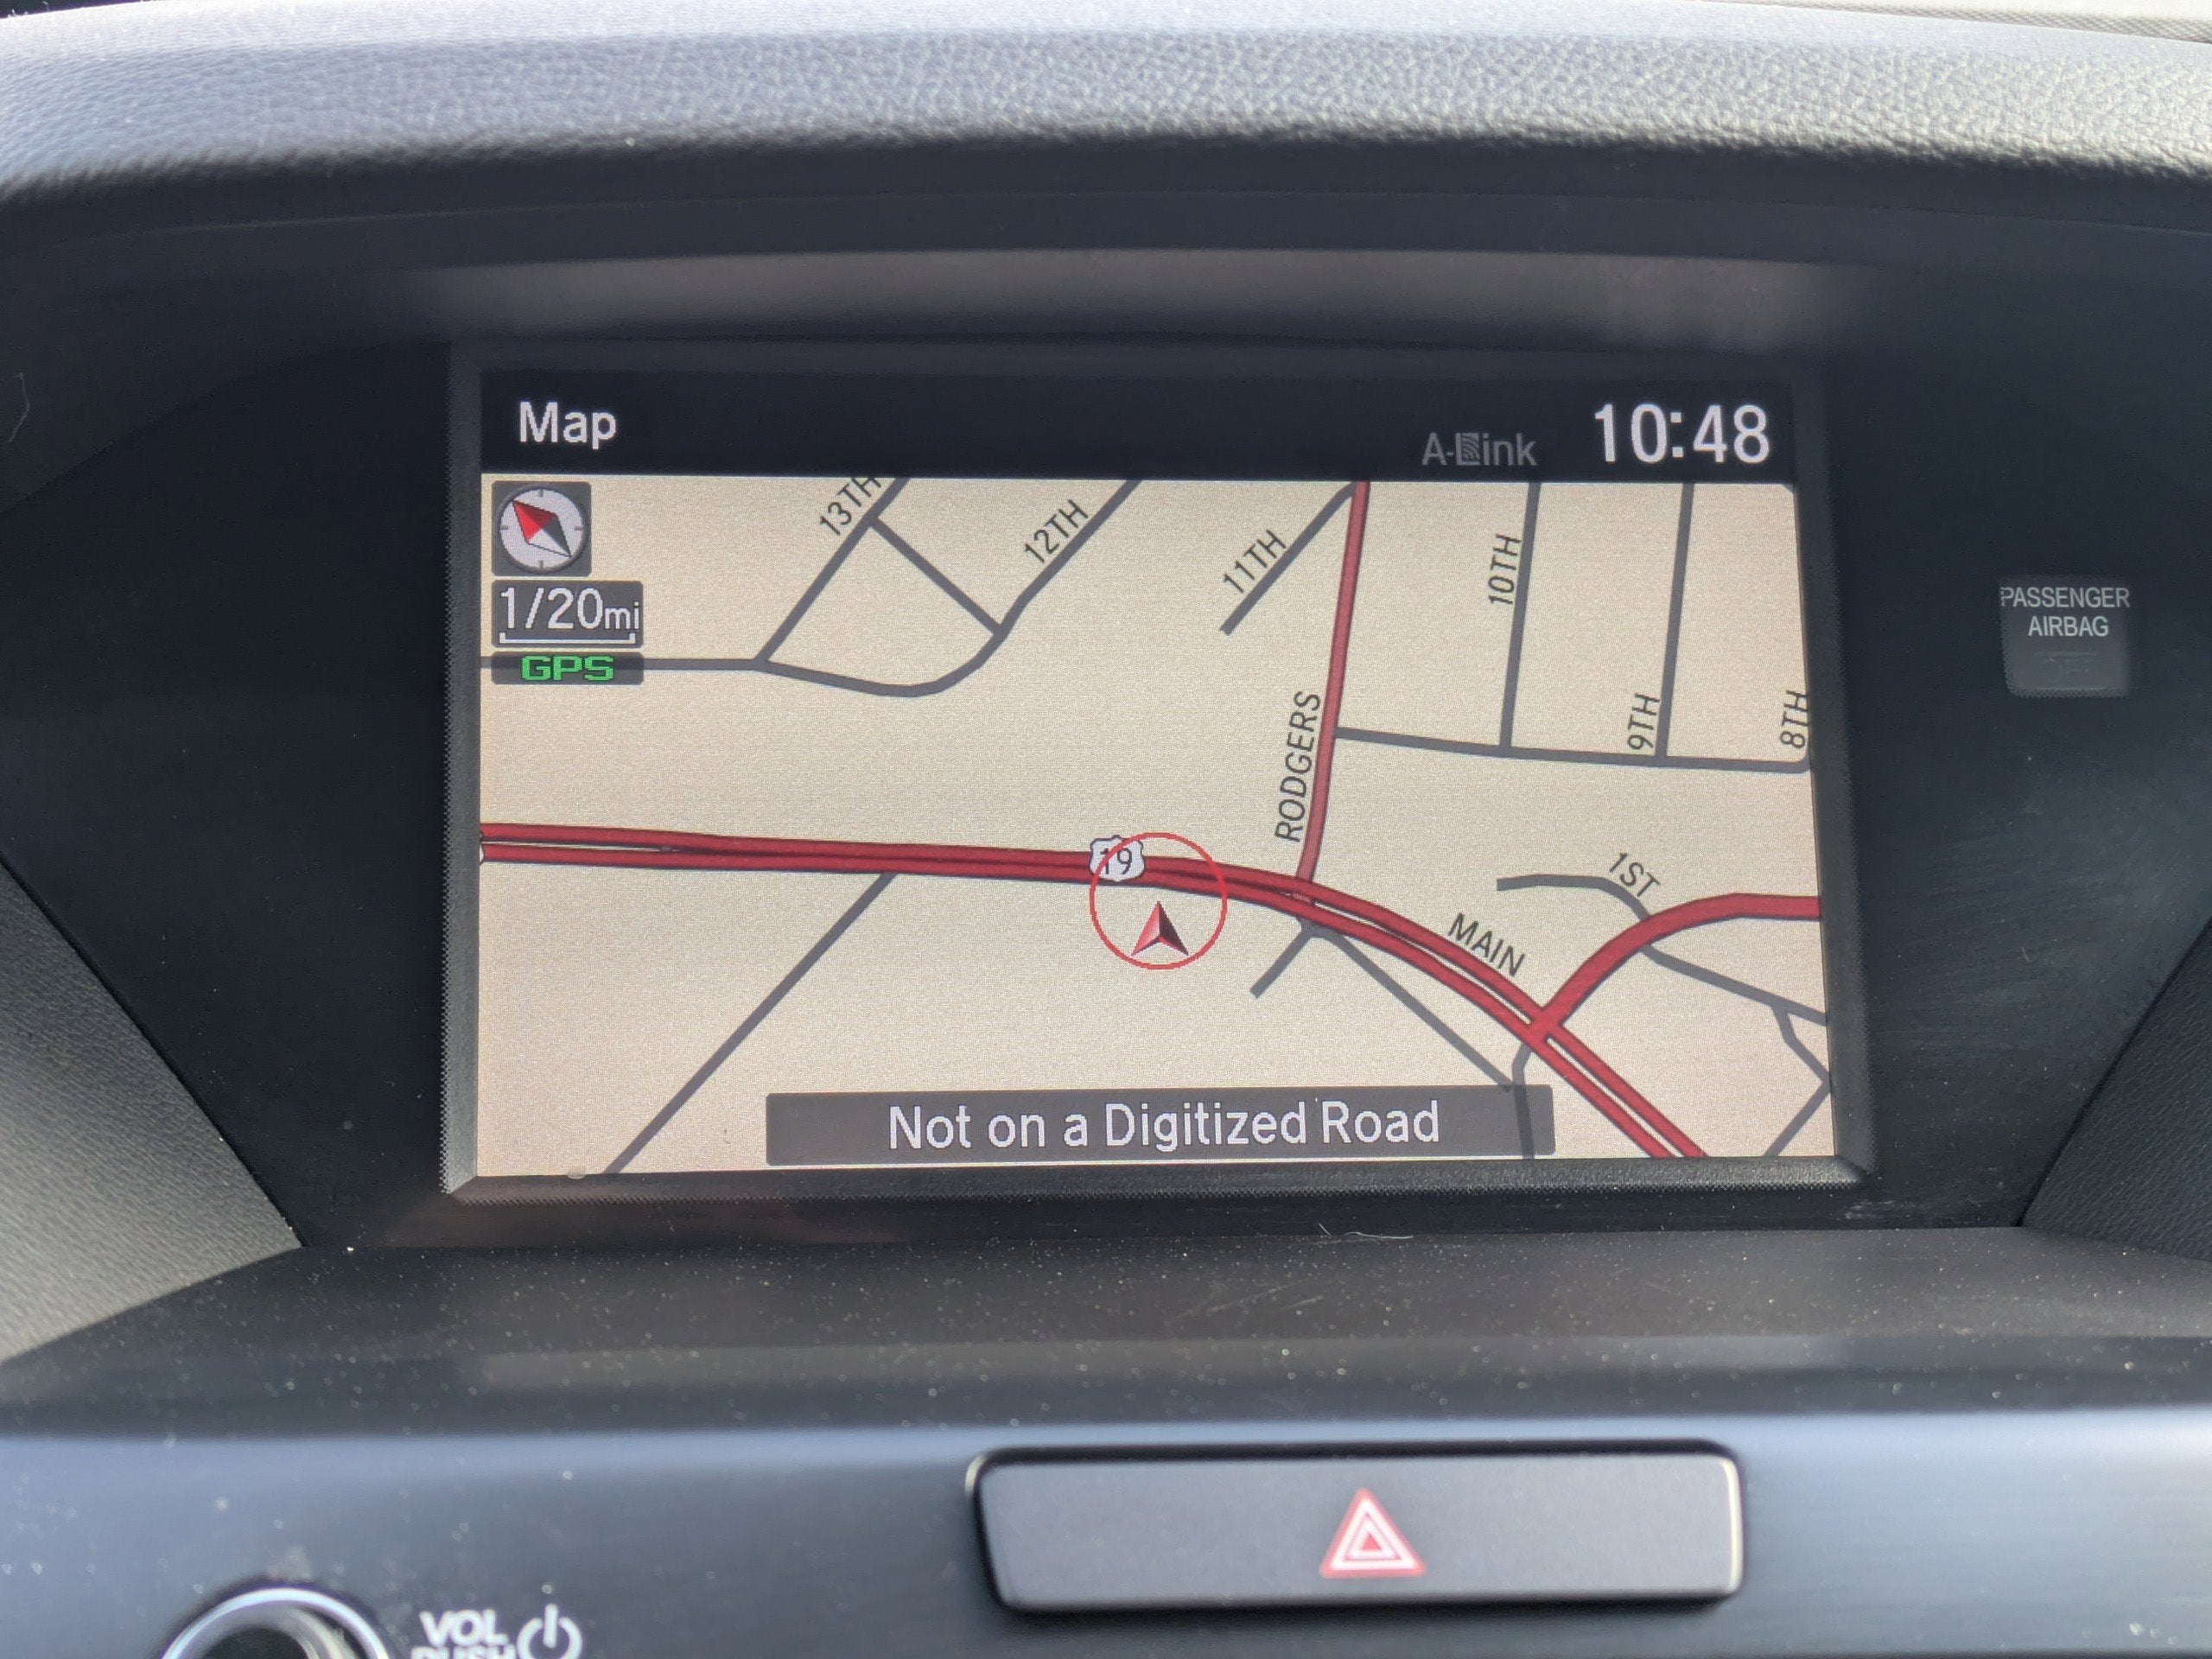 Map
A-Link
10:48
13TH
12TH
11TH
10TH
9TH
8TH
1/20mi
GPS
PASSENGER
AIRBAG
RODGERS
19
1ST
MAIN
Not on a Digitized Road
VOL
PUSH